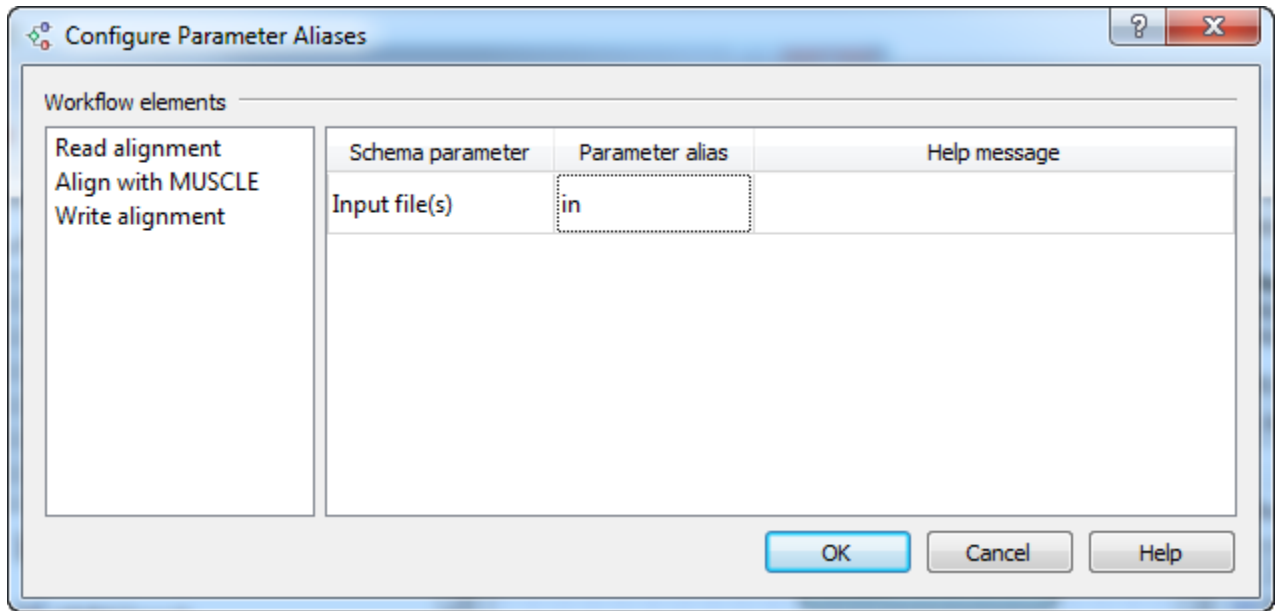 Configure Parameter Aliases
Workflow elements
Read alignment
Align with MUSCLE
Write alignment
Schema parameter Parameter alias Help message
Input file(s) in
OK Cancel Help